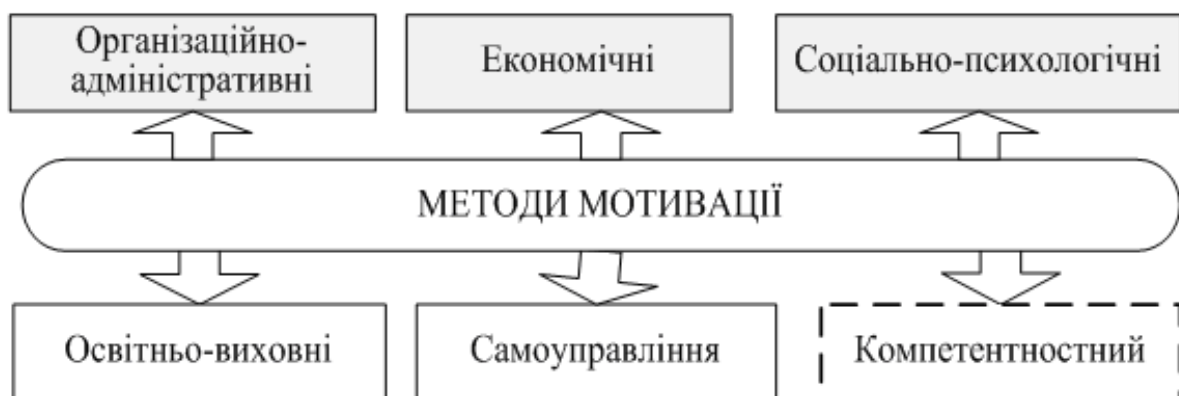 Організаційно-
адміністративні
Економічні
Соціально-психологічні
МЕТОДИ МОТИВАЦІЇ
Освітньо-виховні
Самоуправління
Компетентностний